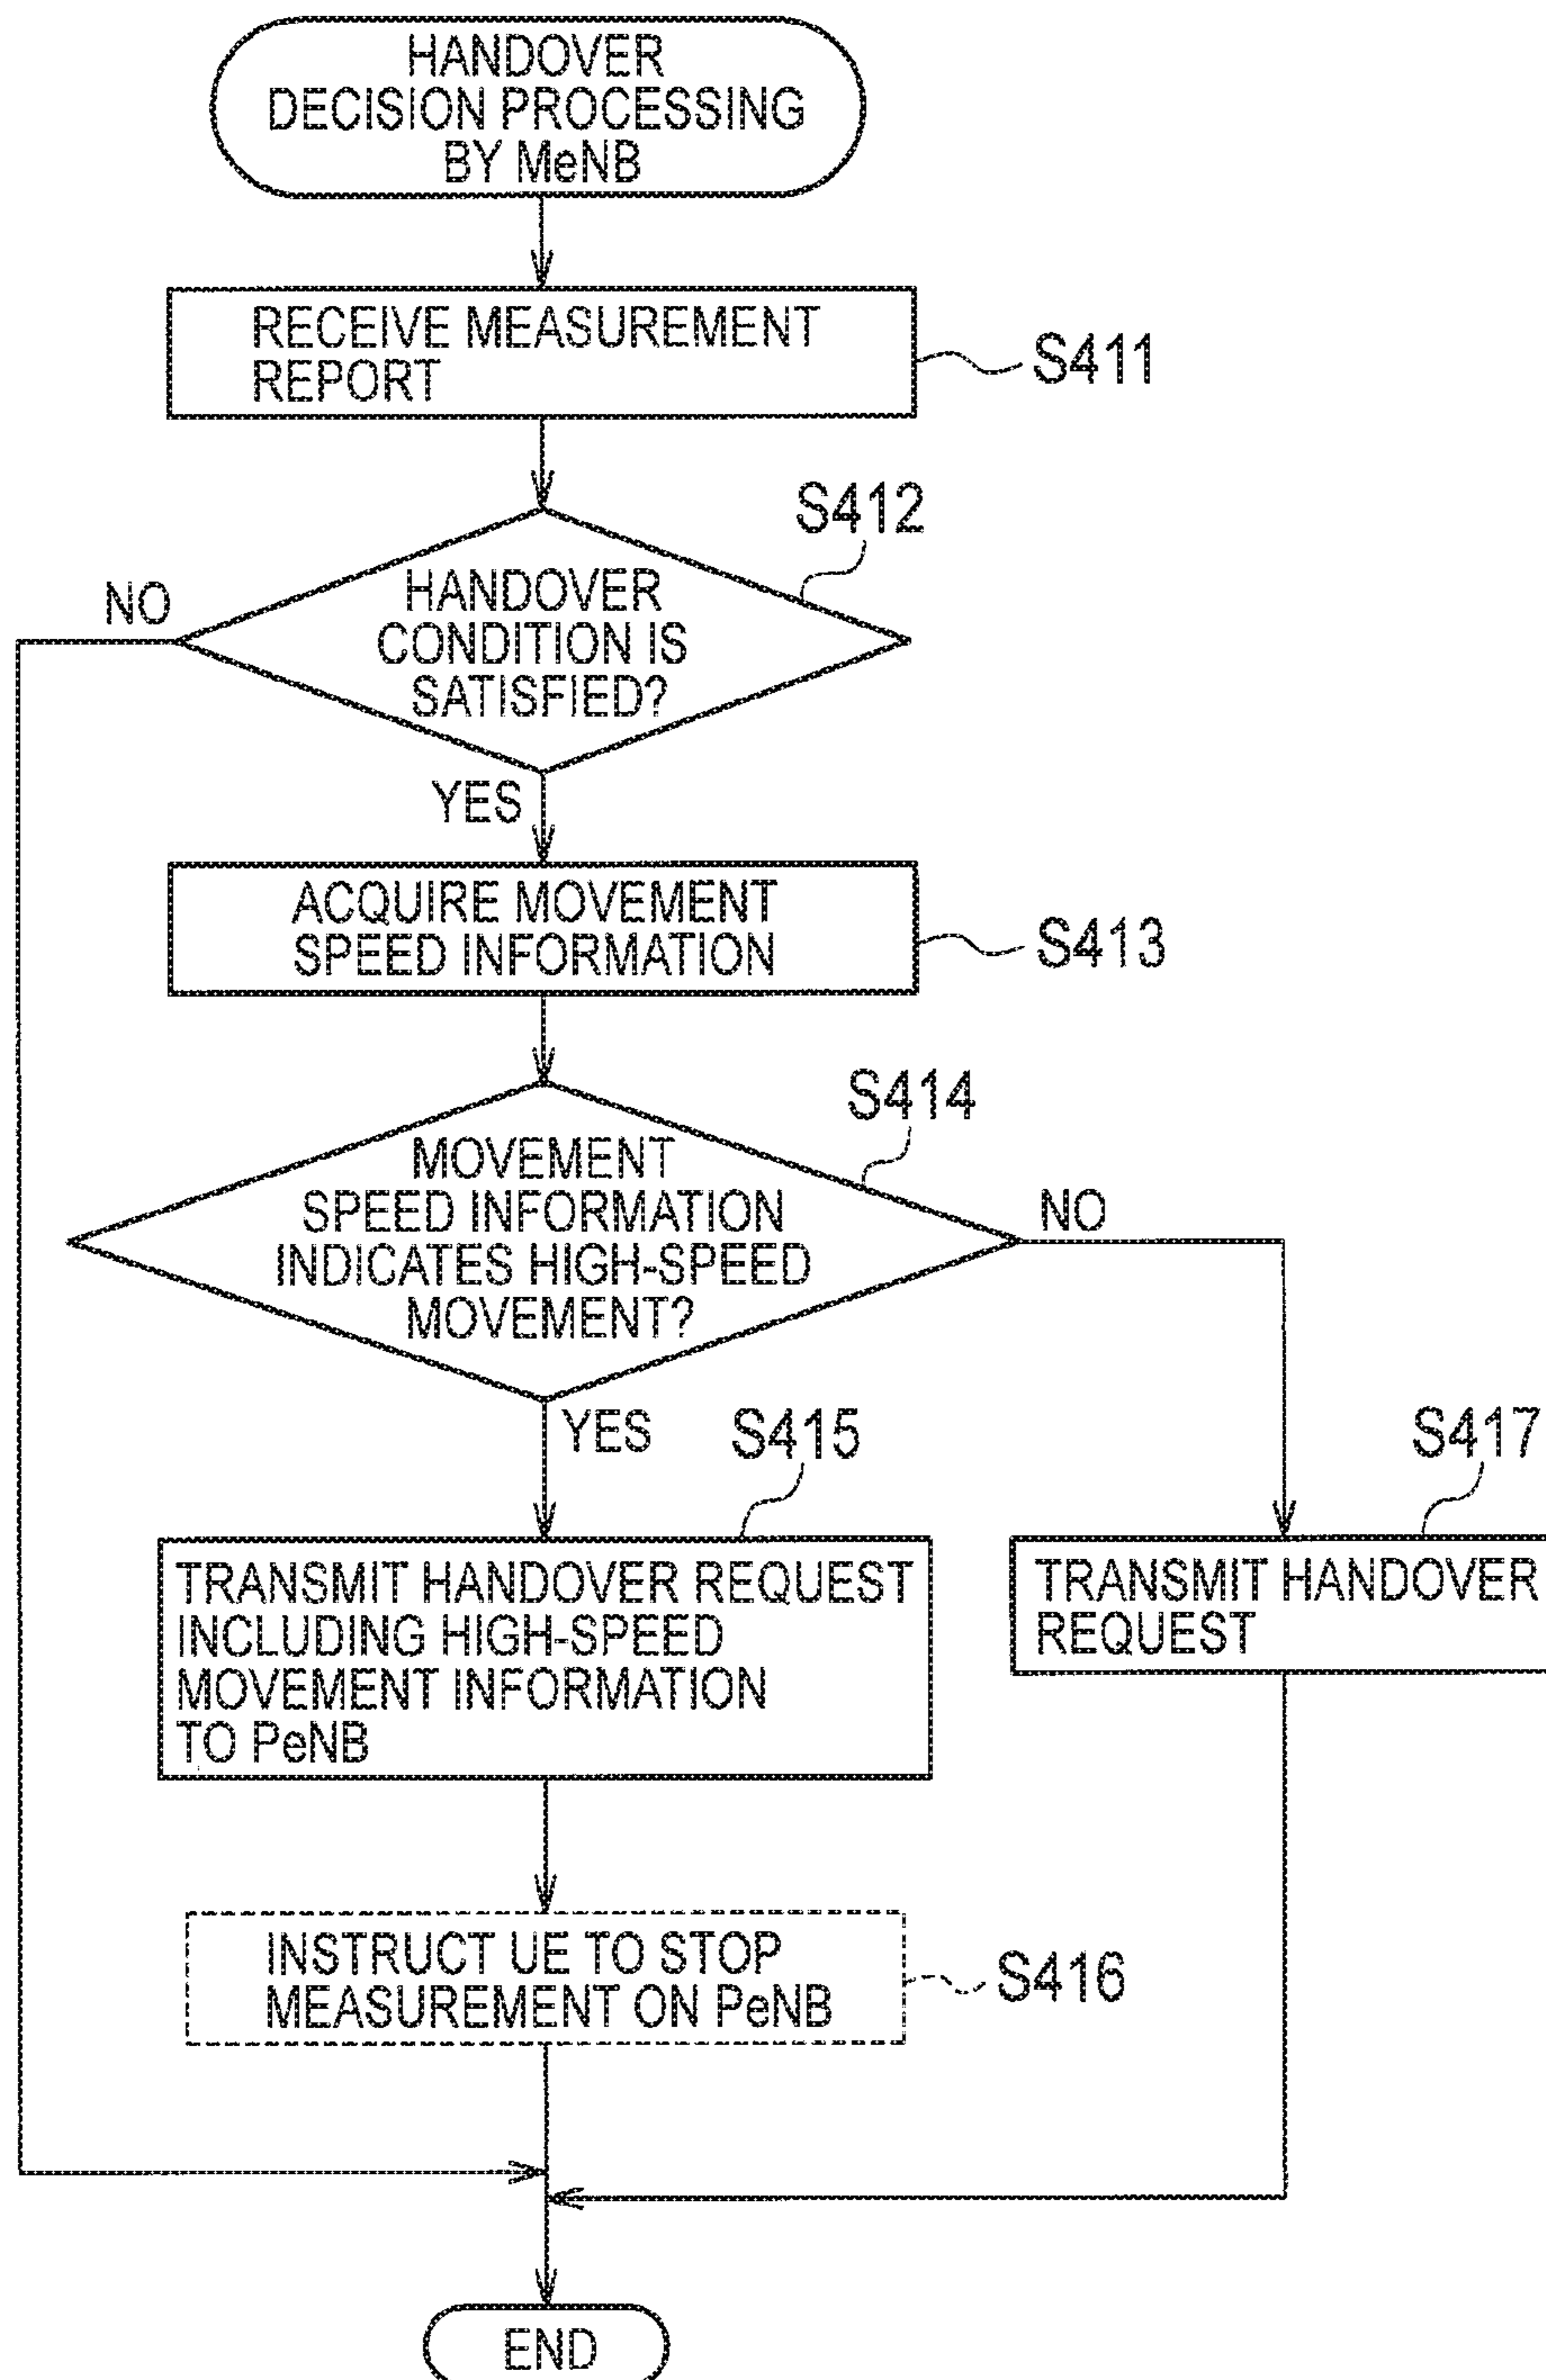 HANDOVER
DECISION PROCESSING
BY MeNB
RECEIVE MEASUREMENT
REPORT
S411
S412
HANDOVER
CONDITION IS
SATISFIED?
NO
YES
ACQUIRE MOVEMENT
SPEED INFORMATION
S413
S414
MOVEMENT
SPEED INFORMATION
INDICATES HIGH-SPEED
MOVEMENT?
NO
YES
S415
S417
TRANSMIT HANDOVER REQUEST
INCLUDING HIGH-SPEED
MOVEMENT INFORMATION
TO PeNB
TRANSMIT HANDOVER
REQUEST
INSTRUCT UE TO STOP
MEASUREMENT ON PeNB
S416
END